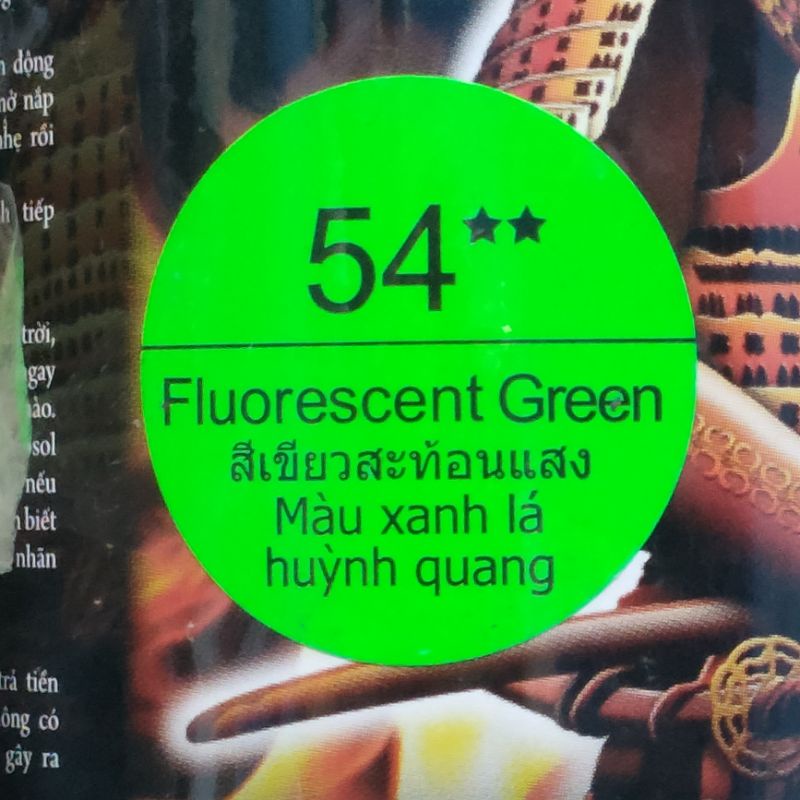 động
nở nắp
nhẹ rồi
tiếp
trời,
ngay
nào.
sol
nếu
biết
nhãn
trả tiền
có
gây ra
54**
Fluorescent Green
สีเขียวสะท้อนแสง
Màu xanh lá
huỳnh quang